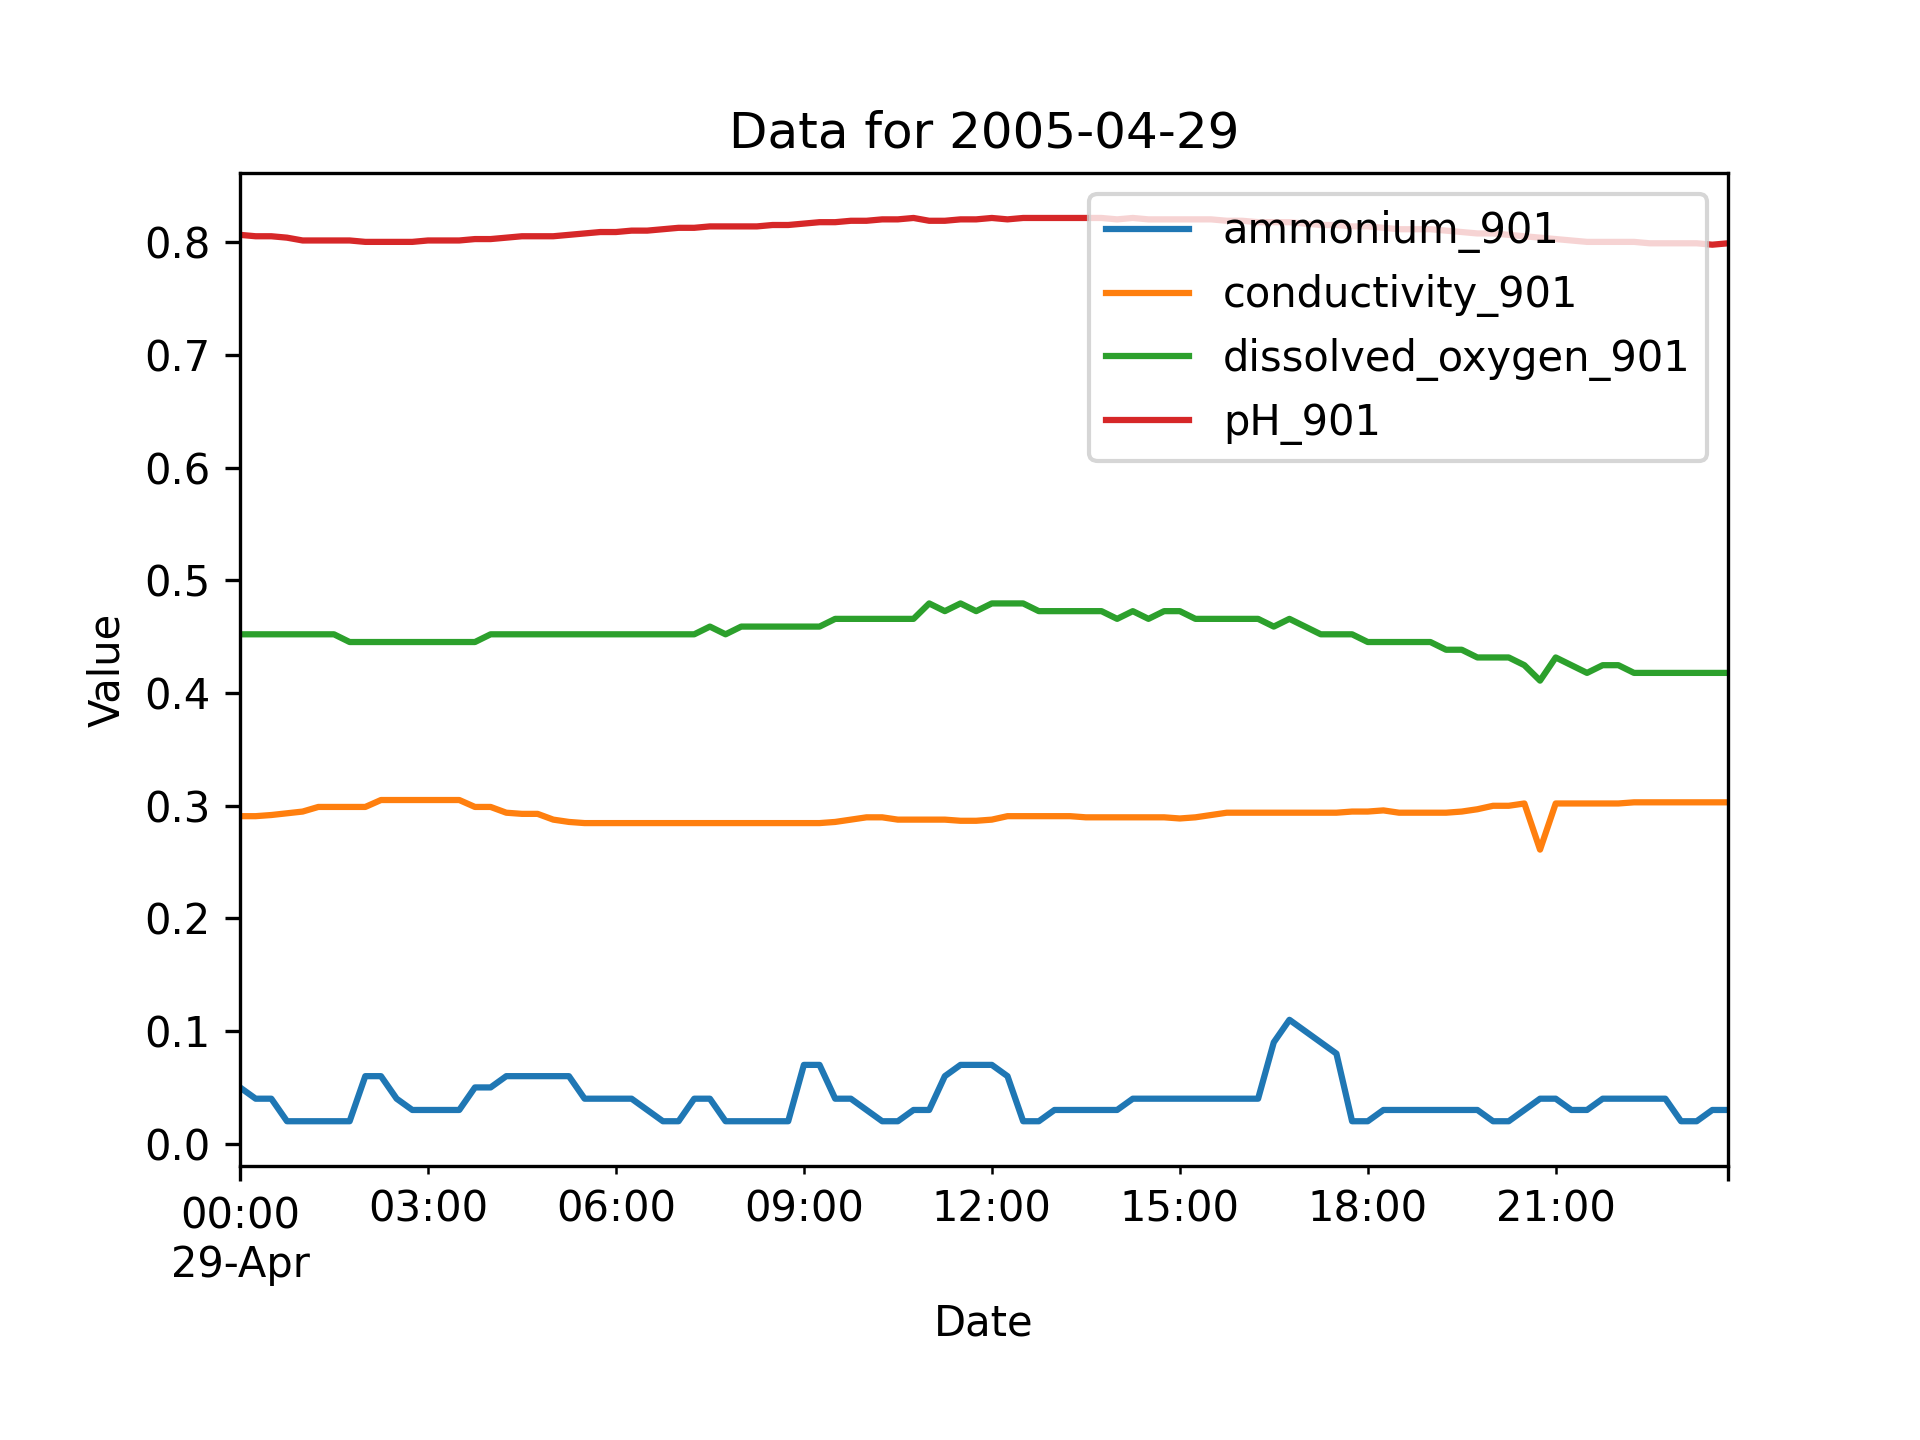 Data for 2005-04-29
ammonium_901
conductivity_901
dissolved_oxygen_901
pH_901
0.8
0.7
0.6
0.5
0.4
0.3
0.2
0.1
0.0
Value
00:00 03:00 06:00 09:00 12:00 15:00 18:00 21:00
29-Apr
Date